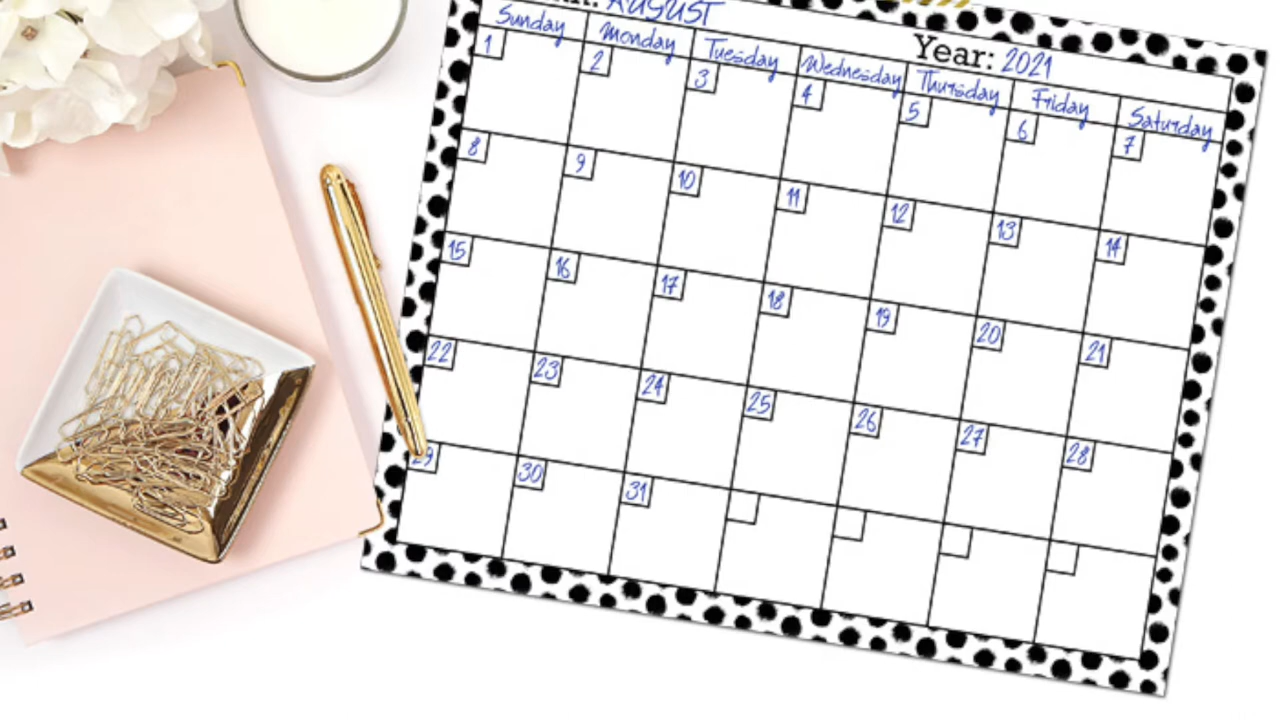 AUGUST
Year: 2021
Sunday Monday Tuesday Wednesday Thursday Friday Saturday
1 2 3 4 5 6 7
8 9 10 11 12 13 14
15 16 17 18 19 20 21
22 23 24 25 26 27 28
29 30 31